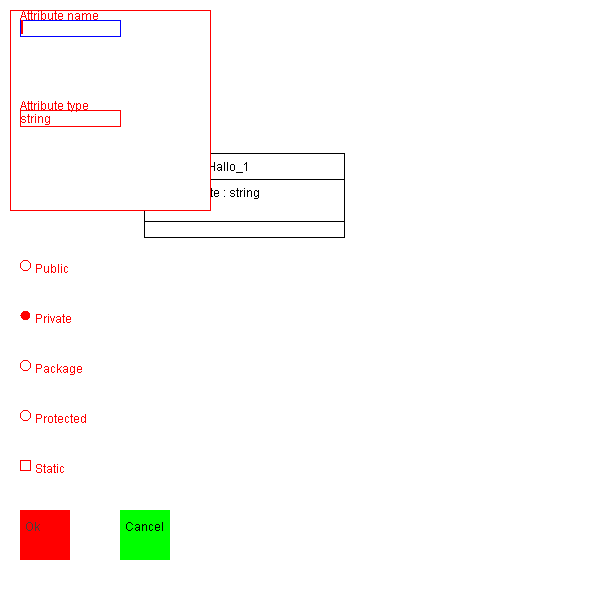 Attribute name
Attribute type
string
Hallo_1
te : string
Public
Private
Package
Protected
Static
Cancel